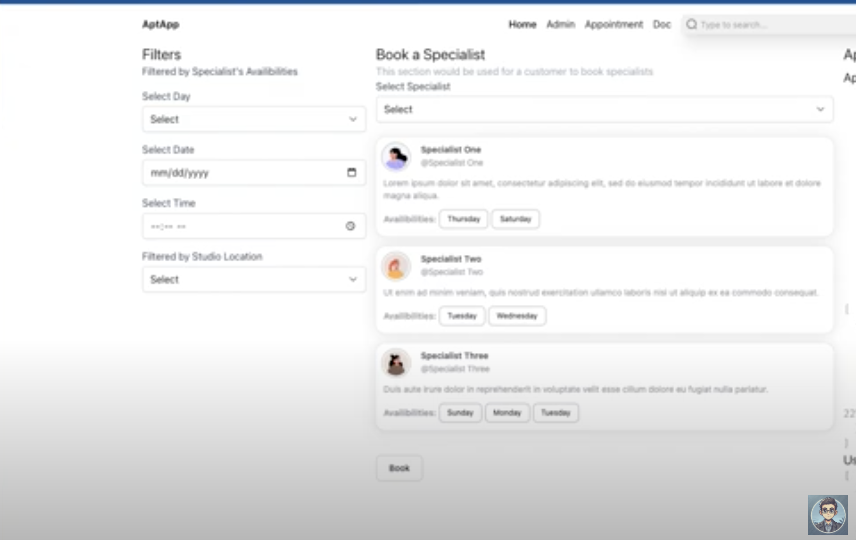 AptApp
Home Admin Appointment Doc Type to search...
Filters
Filtered by Specialist's Availibilities
Select Day
Select
Select Date
mm/dd/yyyy
Select Time
--:-- --
Filtered by Studio Location
Select
Book a Specialist
This section would be used for a customer to book specialists
Select Specialist
Select
Specialist One
@Specialist One
Lorem ipsum dolor sit amet, consectetur adipiscing elit, sed do eiusmod tempor incididunt ut labore et dolore
magna aliqua.
Availibilities: Thursday Saturday
Specialist Two
@Specialist Two
Ut enim ad minim veniam, quis nostrud exercitation ullamco laboris nisi ut aliquip ex ea commodo consequat.
Availibilities: Tuesday Wednesday
Specialist Three
@Specialist Three
Duis aute irure dolor in reprehenderit in voluptate velit esse cillum dolore eu fugiat nulla pariatur.
Availibilities: Sunday Monday Tuesday
Book